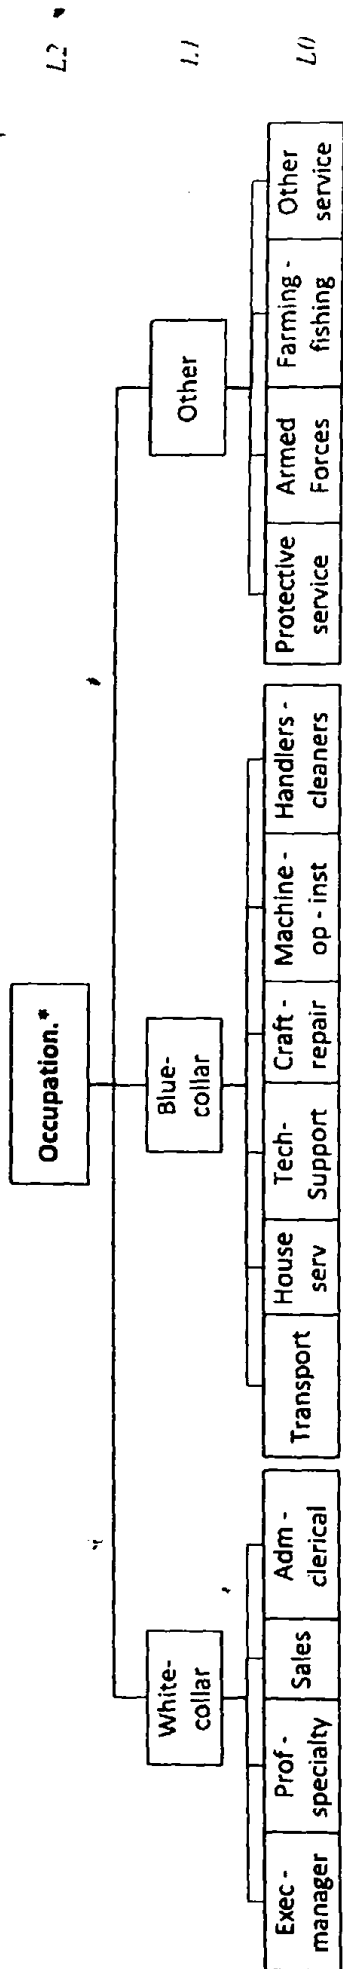 Occupation.*
L2
White-
collar
Blue-
collar
Other
L1
Exec -
manager
Prof -
specialty
Sales
Adm -
clerical
Transport
House
serv
Tech-
Support
Craft -
repair
Machine -
op - inst
Handlers -
cleaners
Protective
service
Armed
Forces
Farming -
fishing
Other
service
L0